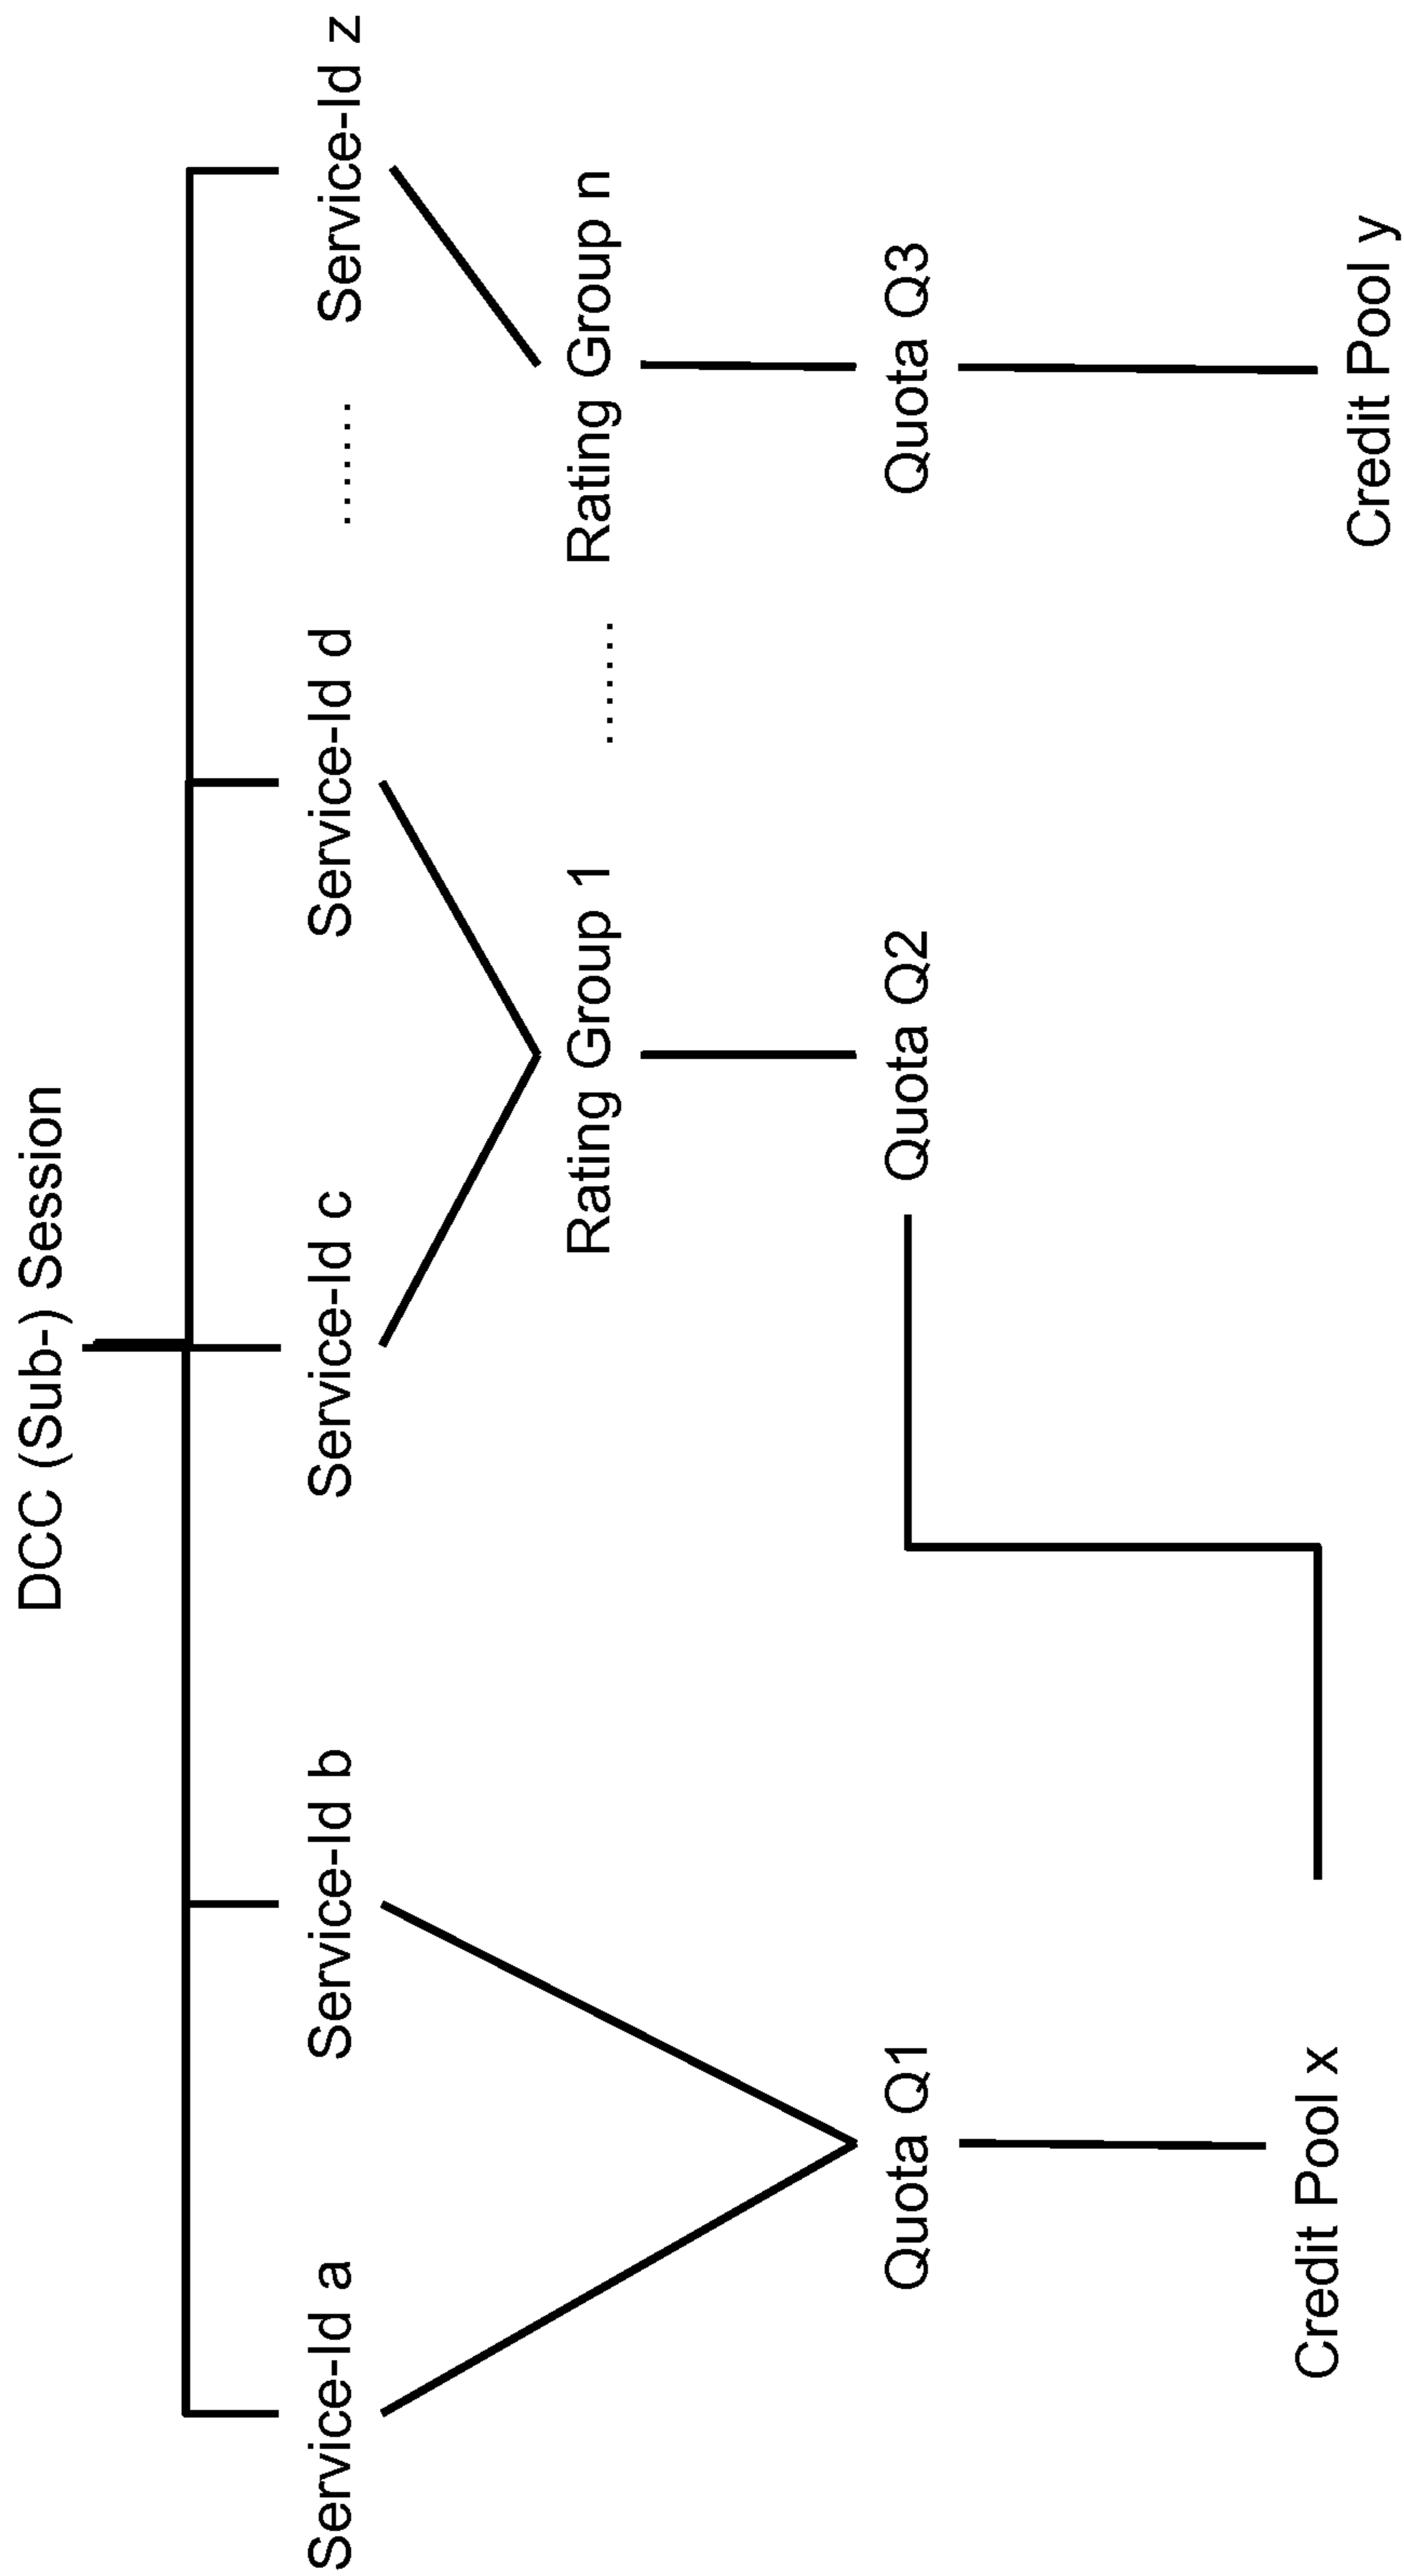 DCC (Sub-) Session
Service-Id a
Service-Id b
Service-Id c
Service-Id d
......
Service-Id z
Rating Group 1
......
Rating Group n
Quota Q1
Quota Q2
Quota Q3
Credit Pool x
Credit Pool y